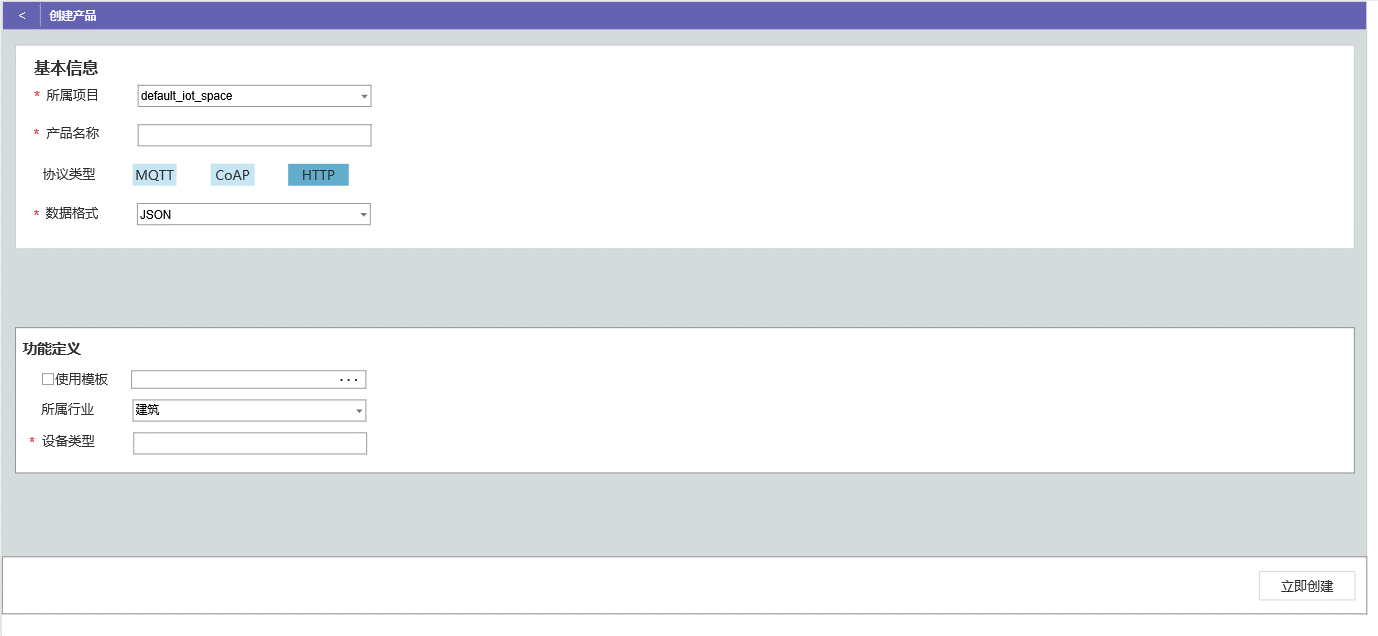 < 创建产品
基本信息
* 所属项目 default_iot_space
* 产品名称
协议类型 MQTT CoAP HTTP
* 数据格式 JSON
功能定义
使用模板 ...
所属行业 建筑
* 设备类型
立即创建